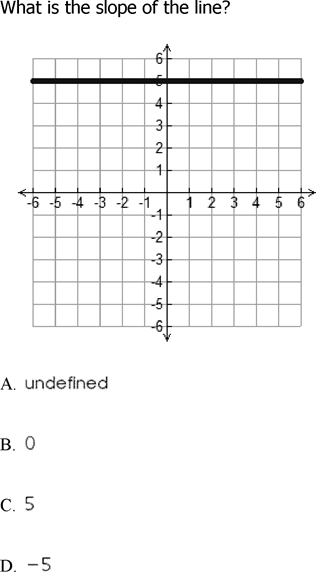 What is the slope of the line?
6
5
4
3
2
1
-6 -5 -4 -3 -2 -1 1 2 3 4 5 6
-1
-2
-3
-4
-5
-6
A. undefined
B. 0
C. 5
D. -5